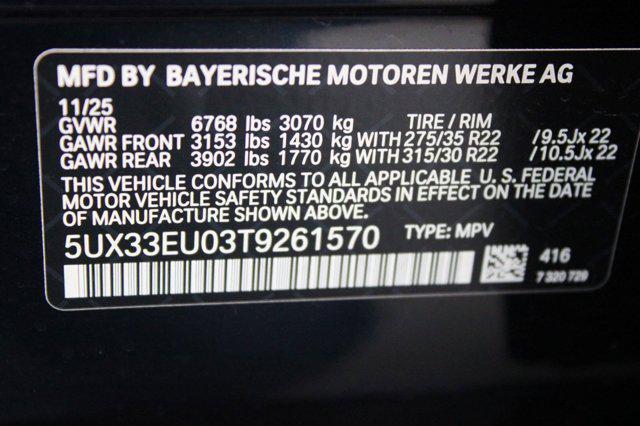 MFD BY BAYERISCHE MOTOREN WERKE AG
11/25
GVWR 6768 lbs 3070 kg TIRE / RIM
GAWR FRONT 3153 lbs 1430 kg WITH 275/35 R22 /9.5Jx22
GAWR REAR 3902 lbs 1770 kg WITH 315/30 R22 /10.5Jx22
THIS VEHICLE CONFORMS TO ALL APPLICABLE U. S. FEDERAL
MOTOR VEHICLE SAFETY STANDARDS IN EFFECT ON THE DATE
OF MANUFACTURE SHOWN ABOVE.
5UX33EU03T9261570 TYPE: MPV
416
7 320 729